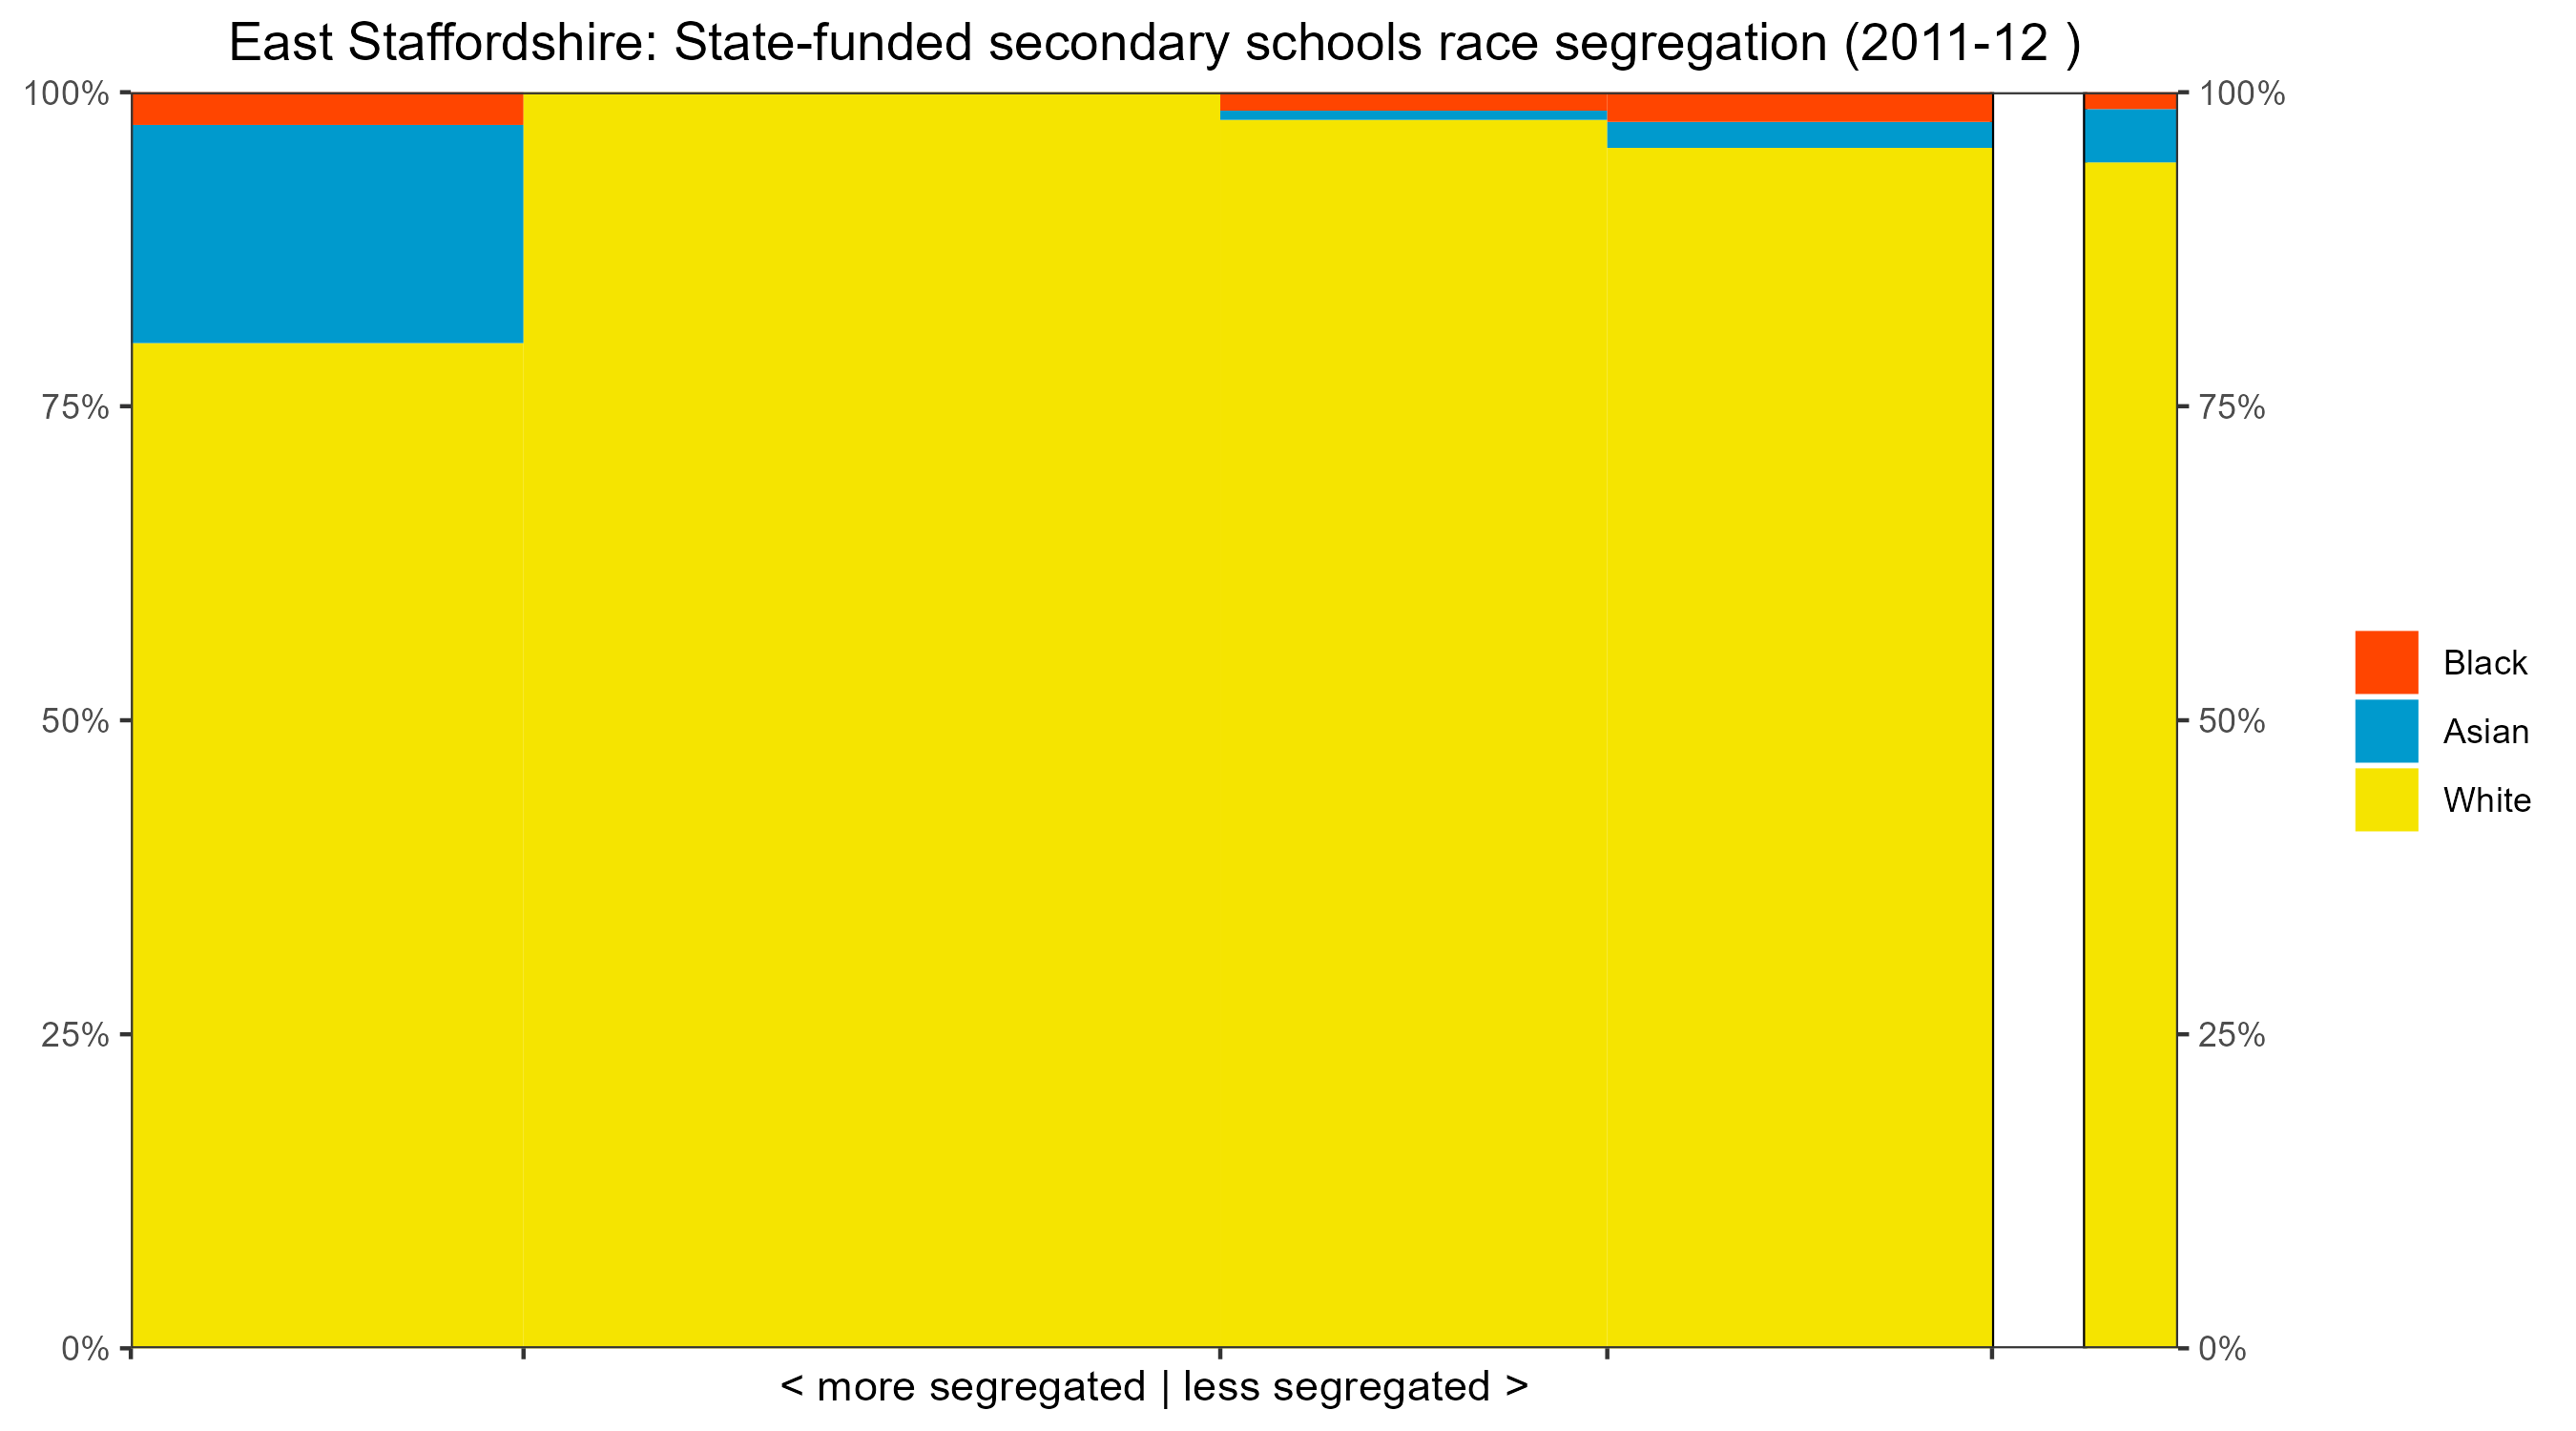 East Staffordshire: State-funded secondary schools race segregation (2011-12 )
100%
75%
50%
25%
0%
100%
75%
50%
25%
0%
< more segregated | less segregated >
Black
Asian
White